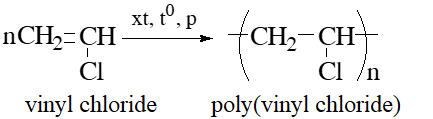 xt, t⁰, p
nCH₂=CH ⟶ (CH₂—CH)
Cl Cl n
vinyl chloride poly(vinyl chloride)